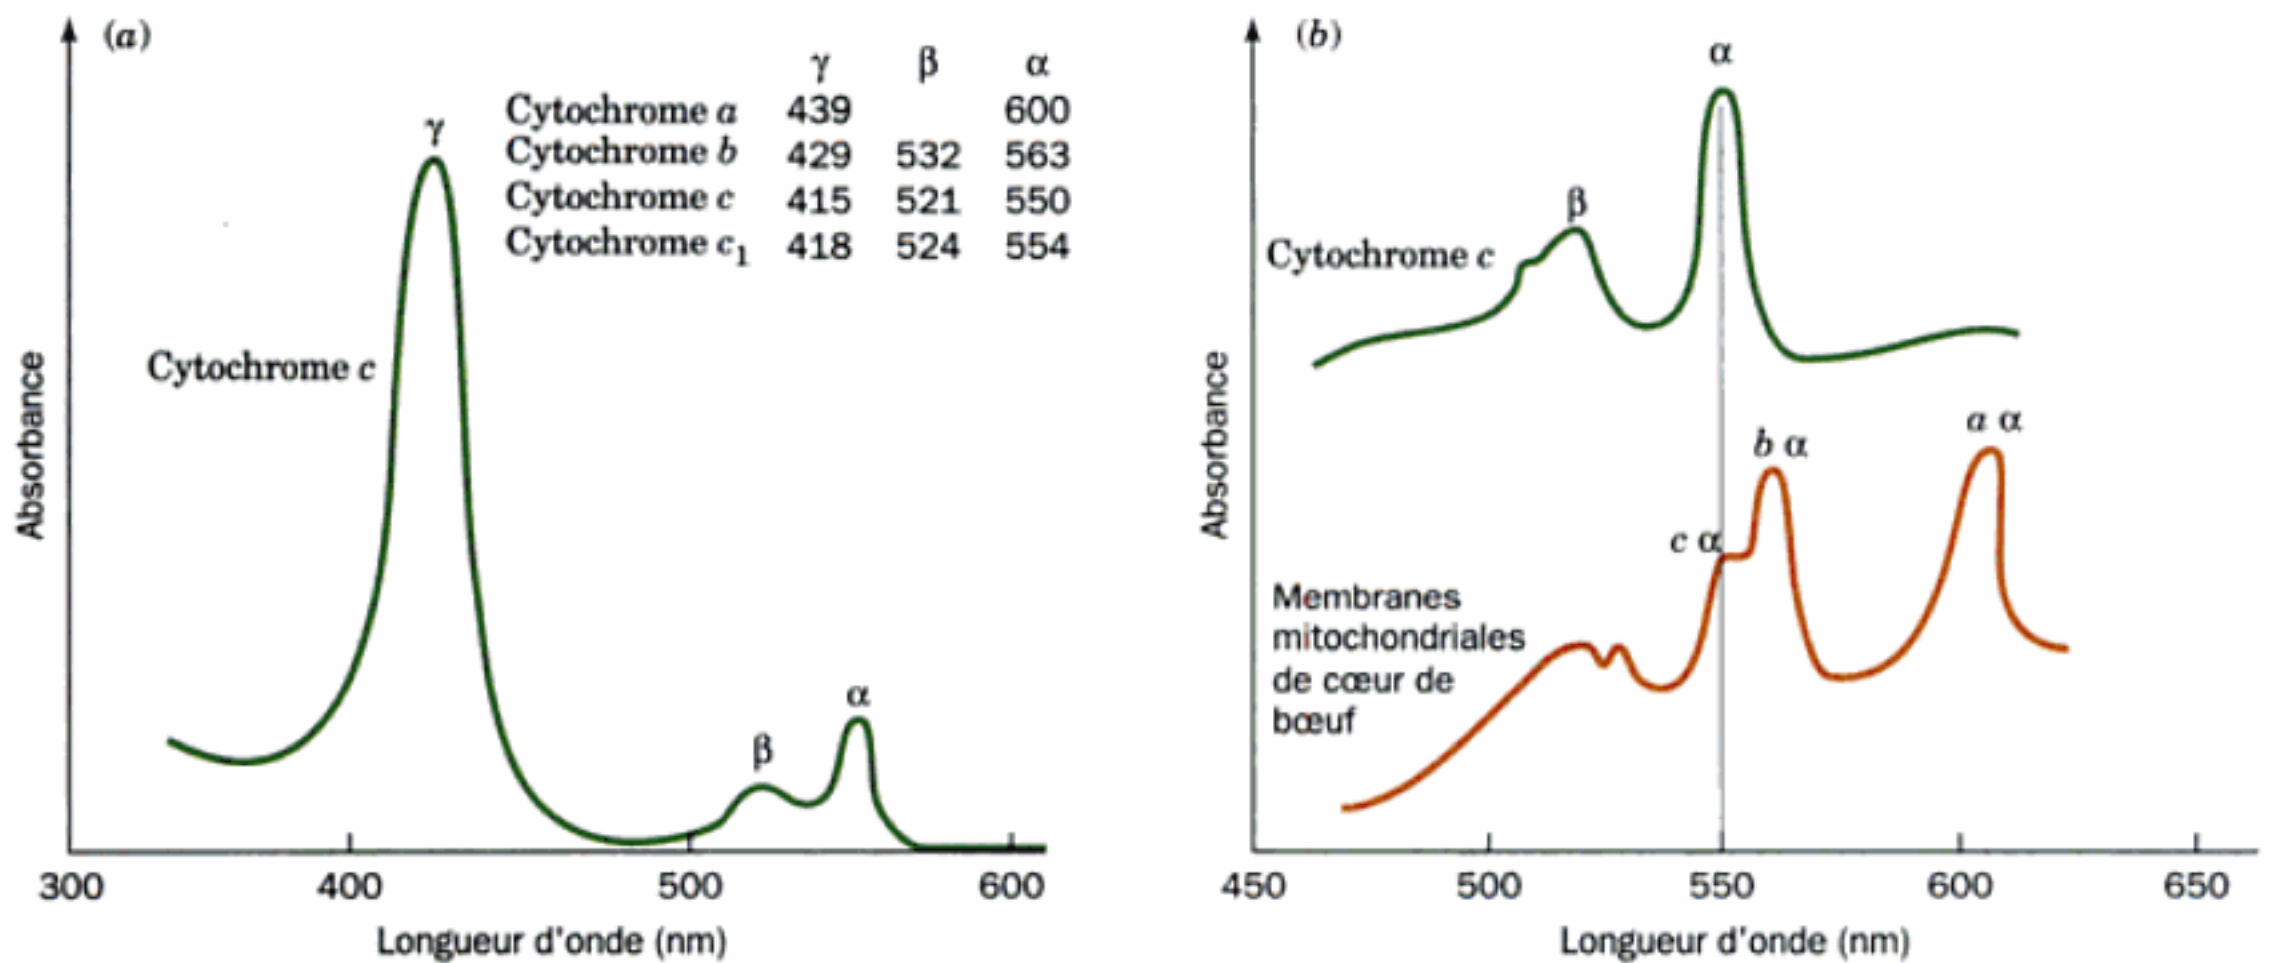 (a)
γ β α
Cytochrome a 439 600
Cytochrome b 429 532 563
Cytochrome c 415 521 550
Cytochrome c₁ 418 524 554
γ
Cytochrome c
β
α
Absorbance
300 400 500 600
Longueur d'onde (nm)
(b)
α
β
Cytochrome c
a α
b α
c α
Membranes
mitochondriales
de cœur de
bœuf
Absorbance
450 500 550 600 650
Longueur d'onde (nm)